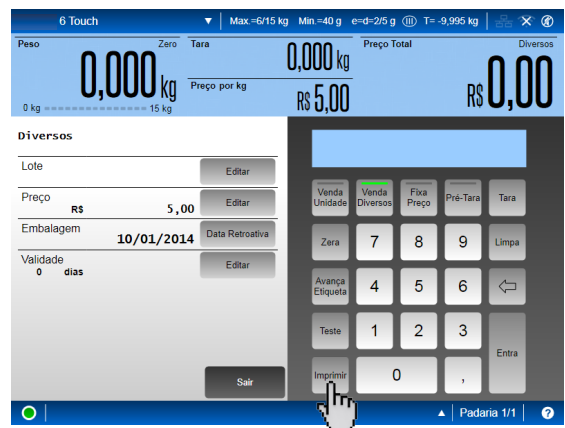 6 Touch ▼ Max.=6/15 kg Min.=40 g e=d=2/5 g (III) T= -9,995 kg
Peso Zero
0,000 kg
0 kg 15 kg
Tara
0,000 kg
Preço por kg
R$ 5,00
Preço Total Diversos
R$ 0,00
Diversos
Lote Editar
Preço
R$ 5,00 Editar
Embalagem
10/01/2014 Data Retroativa
Validade
0 dias Editar
Sair
Venda Unidade
Venda Diversos
Fixa Preço
Pré-Tara
Tara
Zera 7 8 9 Limpa
Avança Etiqueta
4 5 6
Teste 1 2 3
Entra
Imprimir 0 ,
▲ Padaria 1/1 ?